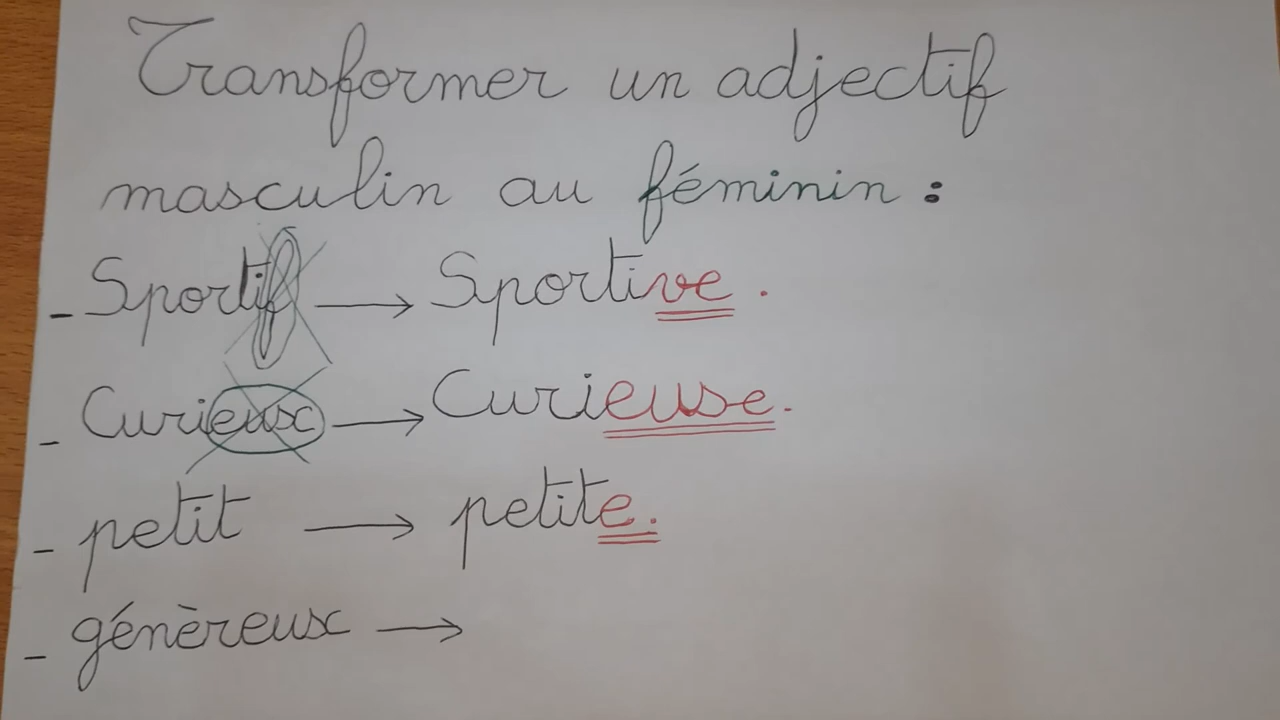 Transformer un adjectif
masculin au féminin :
- Sportif → Sportive.
- Curieux → Curieuse.
- petit → petite.
- génèreux →